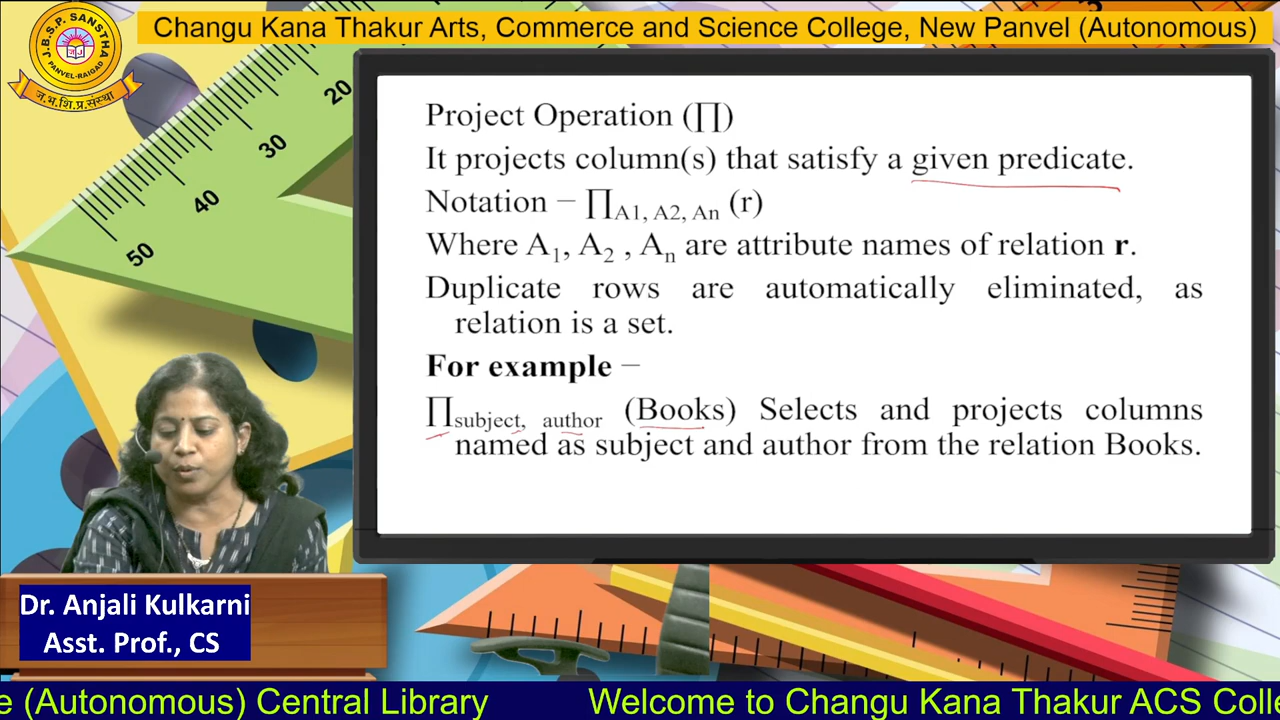 Changu Kana Thakur Arts, Commerce and Science College, New Panvel (Autonomous)
J.B.S.P. SANSTHA
PANVEL-RAIGAD
ज.भ.शि.प्र.संस्था
20
30
40
50
Project Operation (∏)
It projects column(s) that satisfy a given predicate.
Notation − ∏A1, A2, An (r)
Where A1, A2 , An are attribute names of relation r.
Duplicate rows are automatically eliminated, as
relation is a set.
For example −
∏subject, author (Books) Selects and projects columns
named as subject and author from the relation Books.
Dr. Anjali Kulkarni
Asst. Prof., CS
e (Autonomous) Central Library Welcome to Changu Kana Thakur ACS Coll